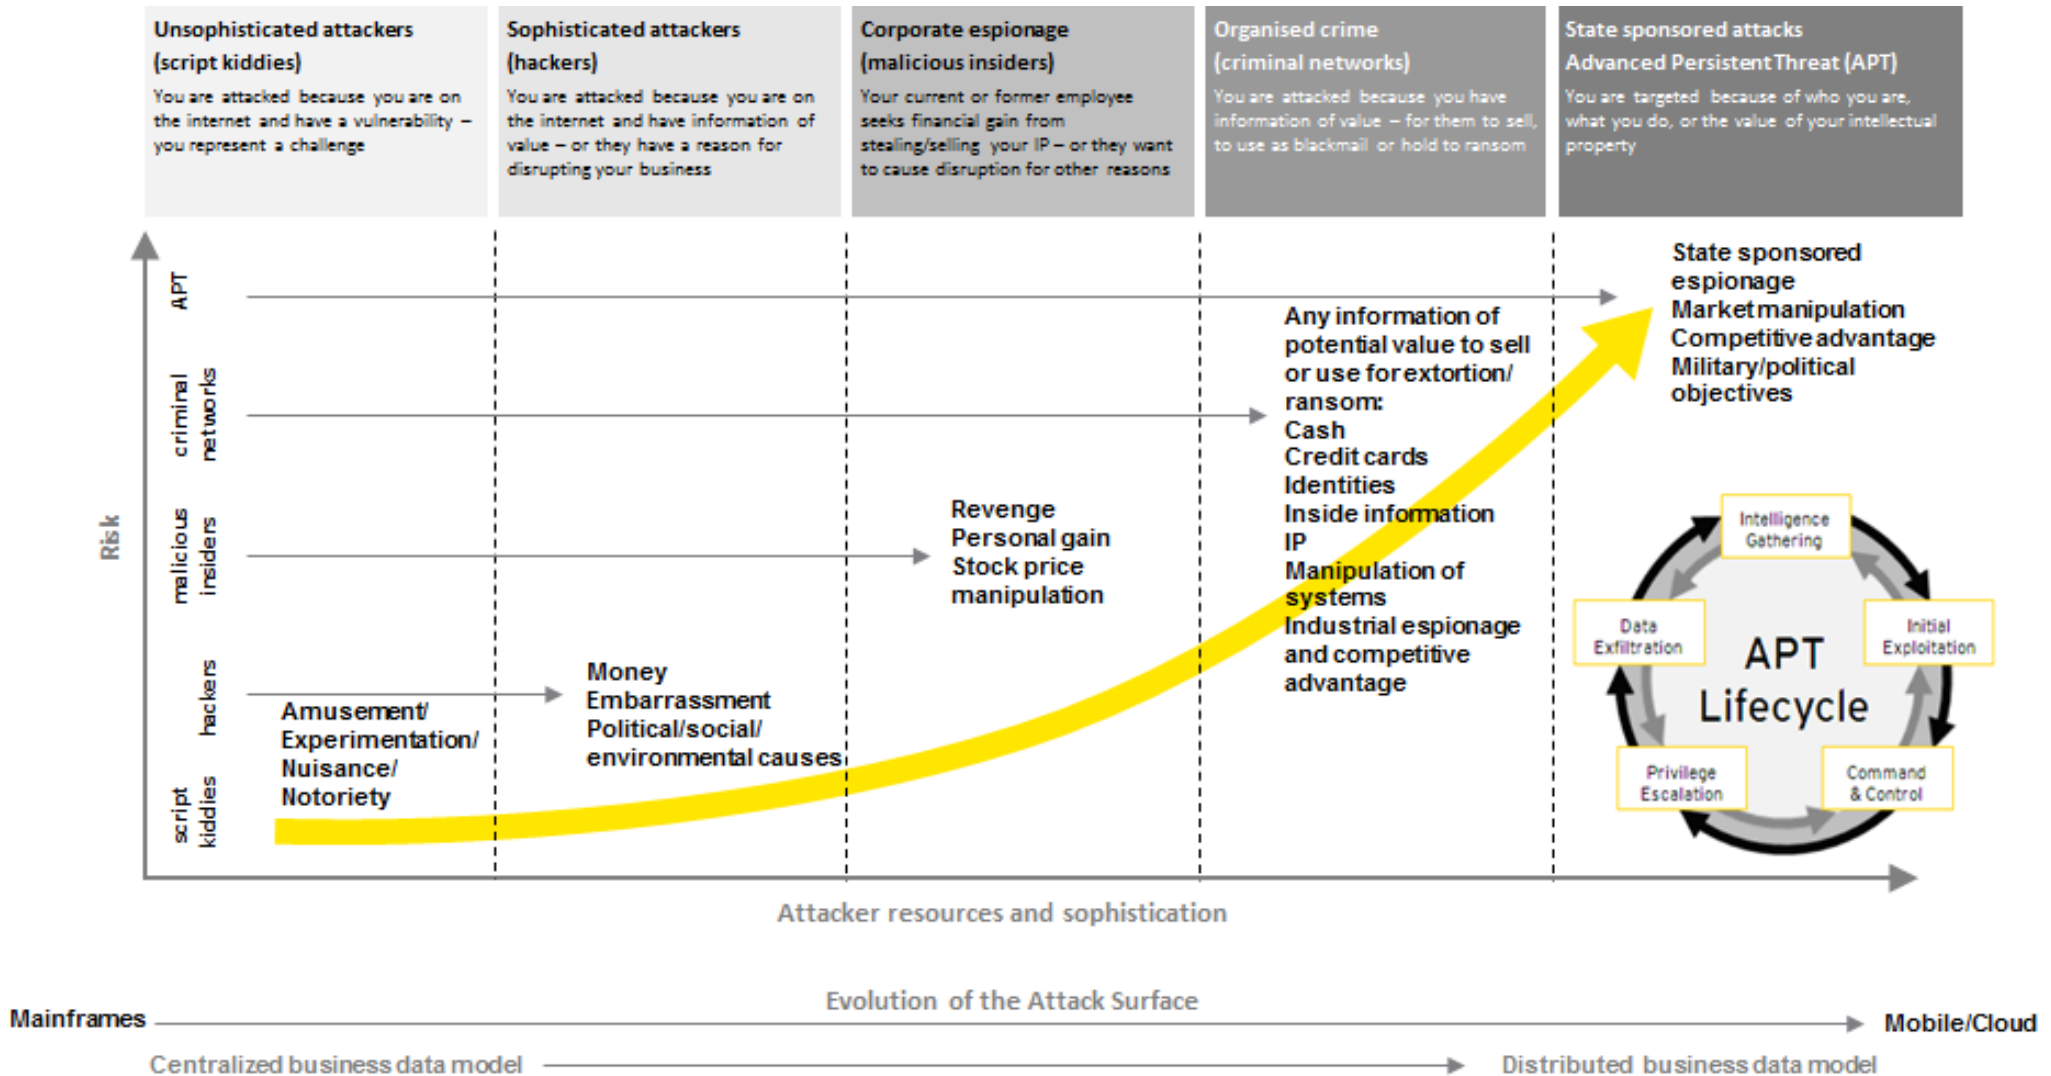 Unsophisticated attackers
(script kiddies)
You are attacked because you are on
the internet and have a vulnerability –
you represent a challenge
Sophisticated attackers
(hackers)
You are attacked because you are on
the internet and have information of
value – or they have a reason for
disrupting your business
Corporate espionage
(malicious insiders)
Your current or former employee
seeks financial gain from
stealing/selling your IP – or they want
to cause disruption for other reasons
Organised crime
(criminal networks)
You are attacked because you have
information of value – for them to sell,
to use as blackmail or hold to ransom
State sponsored attacks
Advanced Persistent Threat (APT)
You are targeted because of who you are,
what you do, or the value of your intellectual
property
Risk
APT
criminal
networks
malicious
insiders
hackers
script
kiddies
Amusement/
Experimentation/
Nuisance/
Notoriety
Money
Embarrassment
Political/social/
environmental causes
Revenge
Personal gain
Stock price
manipulation
Any information of
potential value to sell
or use for extortion/
ransom:
Cash
Credit cards
Identities
Inside information
IP
Manipulation of
systems
Industrial espionage
and competitive
advantage
State sponsored
espionage
Market manipulation
Competitive advantage
Military/political
objectives
Intelligence
Gathering
Initial
Exploitation
Command
& Control
Privilege
Escalation
Data
Exfiltration
APT
Lifecycle
Attacker resources and sophistication
Evolution of the Attack Surface
Mainframes
Mobile/Cloud
Centralized business data model
Distributed business data model